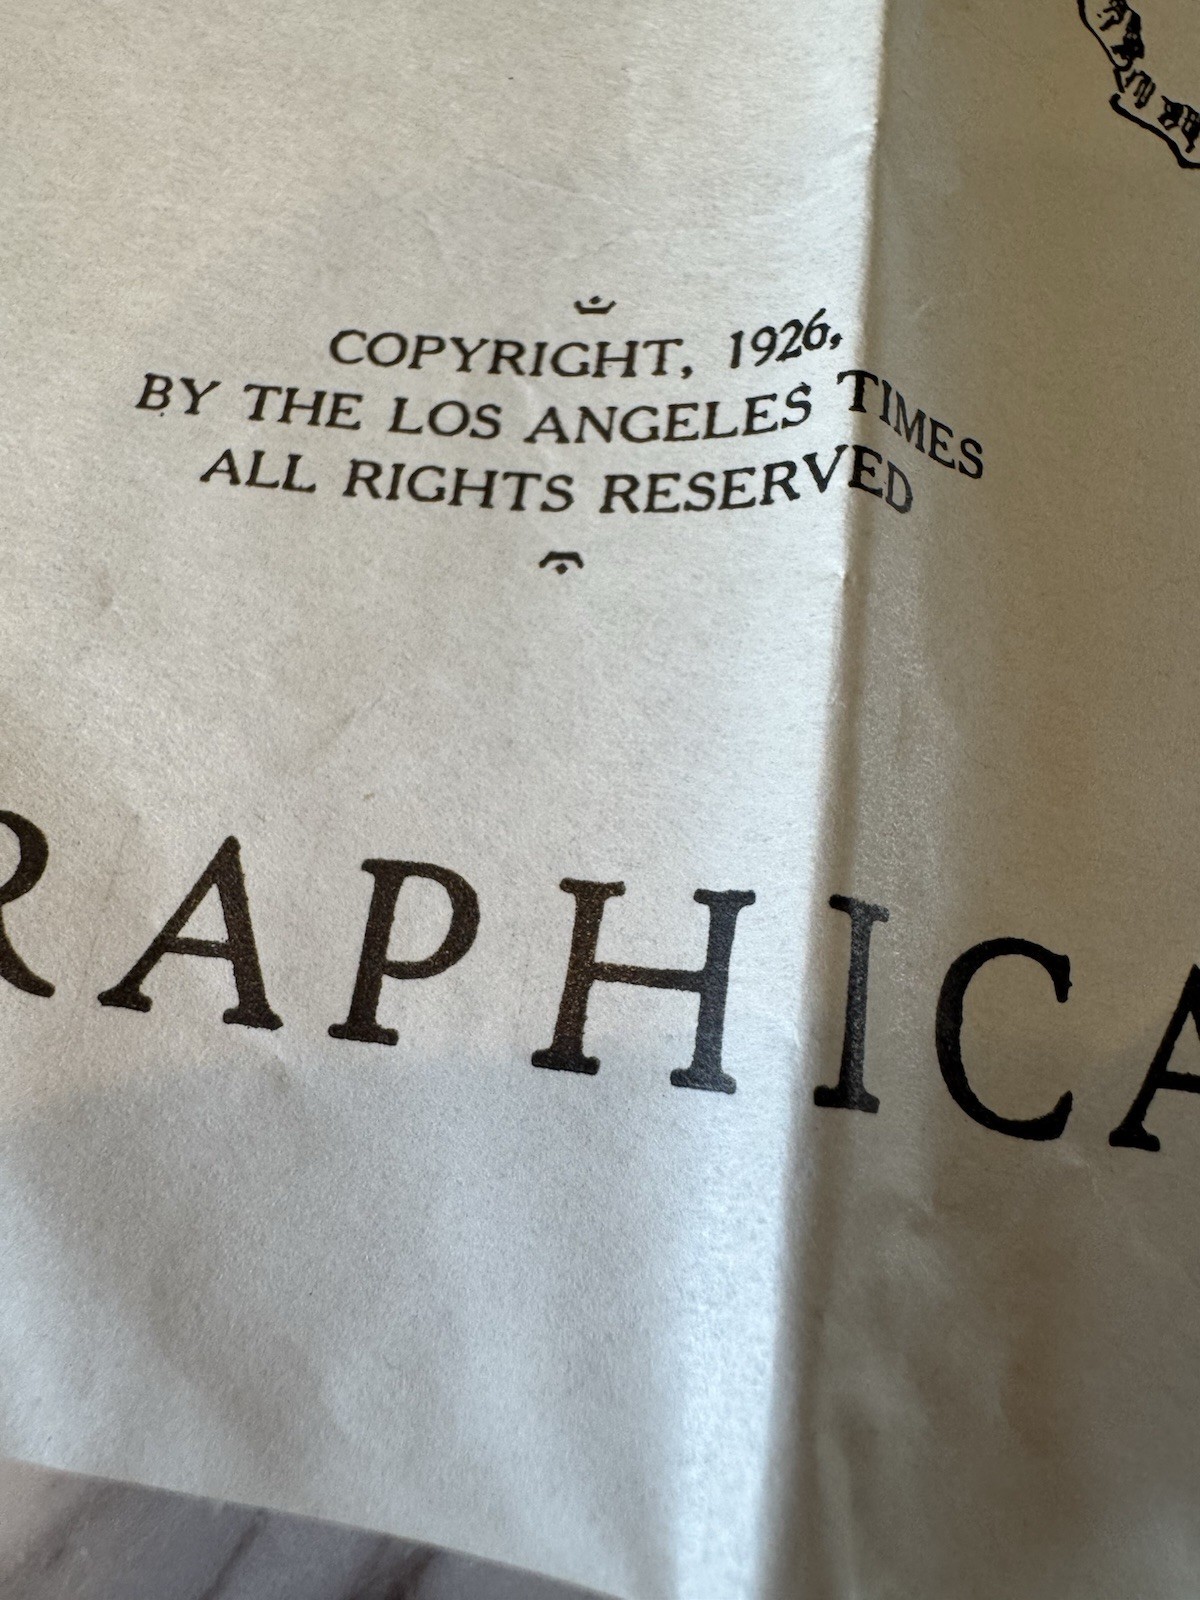 COPYRIGHT, 1926,
BY THE LOS ANGELES TIMES
ALL RIGHTS RESERVED
RAPHICA